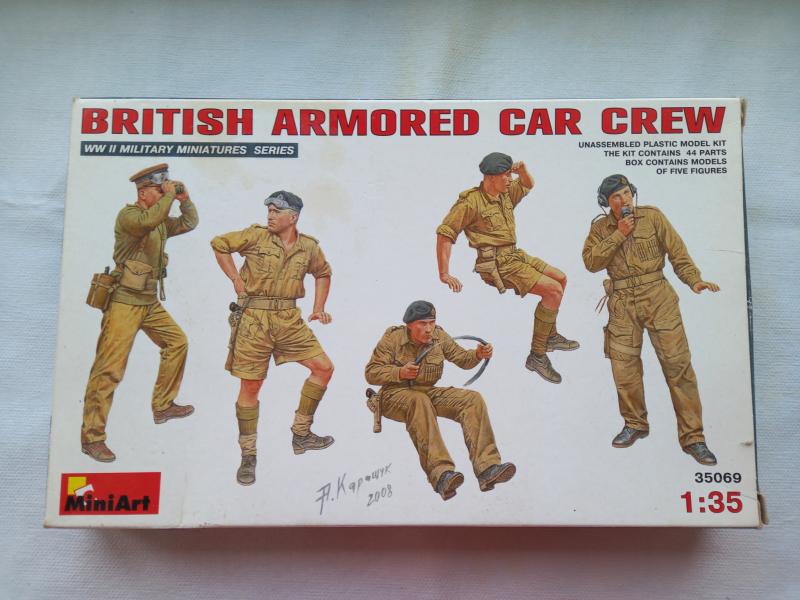 BRITISH ARMORED CAR CREW
WW II MILITARY MINIATURES SERIES
UNASSEMBLED PLASTIC MODEL KIT
THE KIT CONTAINS 44 PARTS
BOX CONTAINS MODELS
OF FIVE FIGURES
А. Каращук
2008
MiniArt
35069
1:35